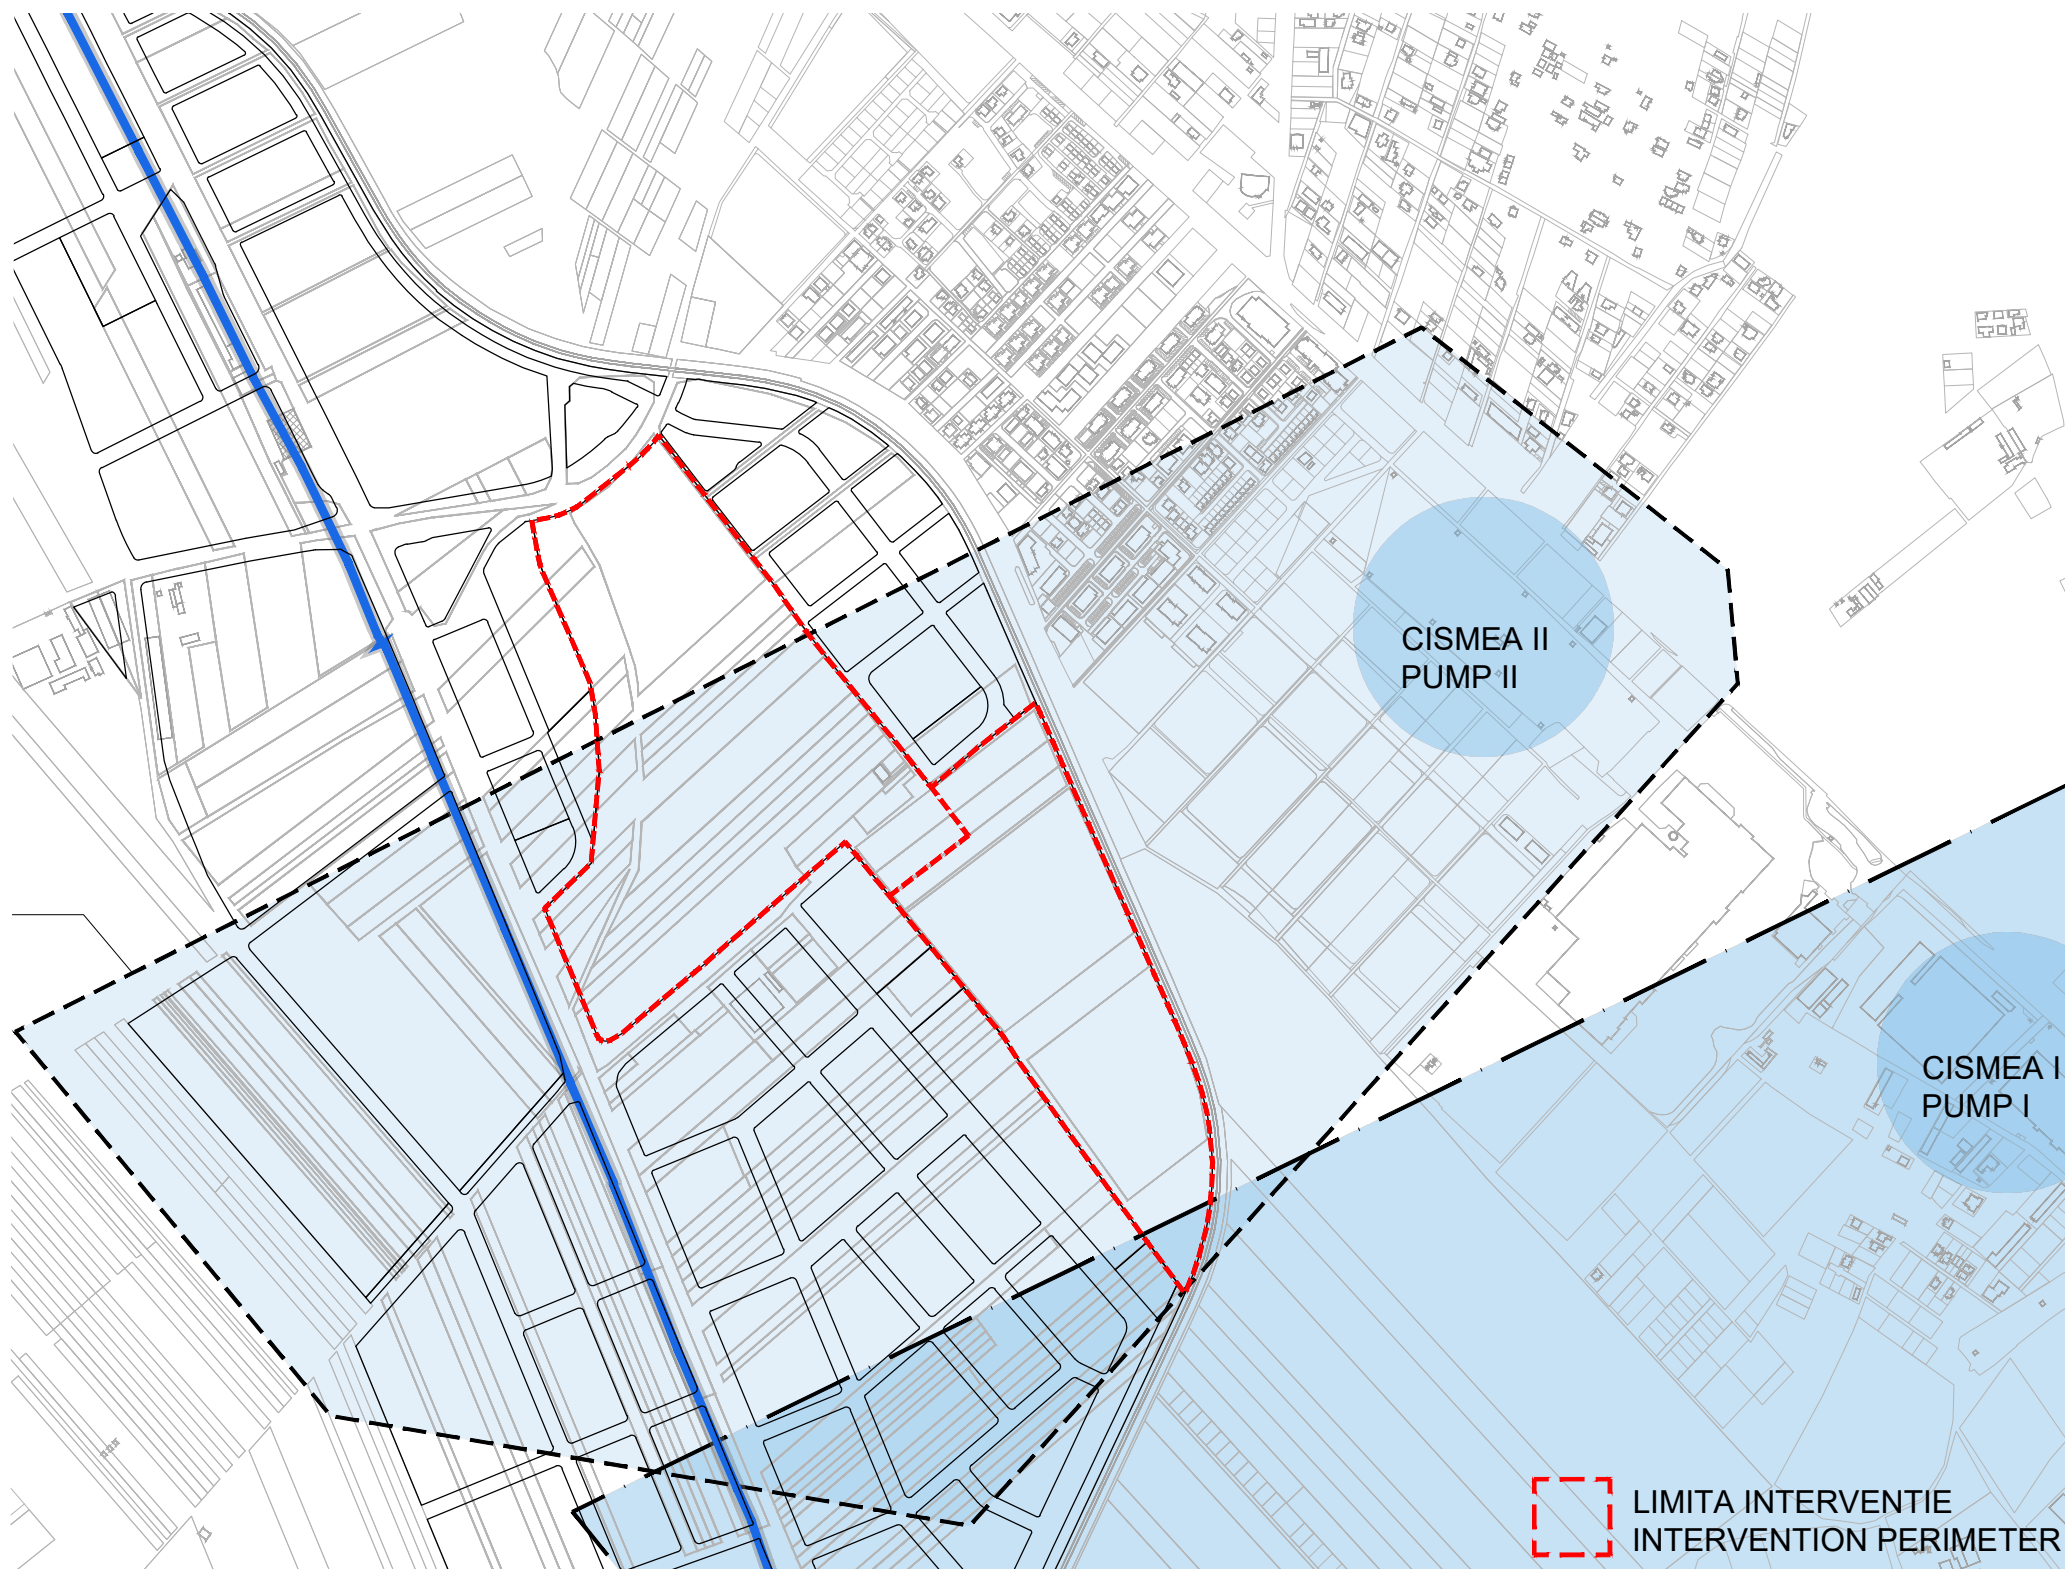 CISMEA II
PUMP II
CISMEA I
PUMP I
LIMITA INTERVENTIE
INTERVENTION PERIMETER